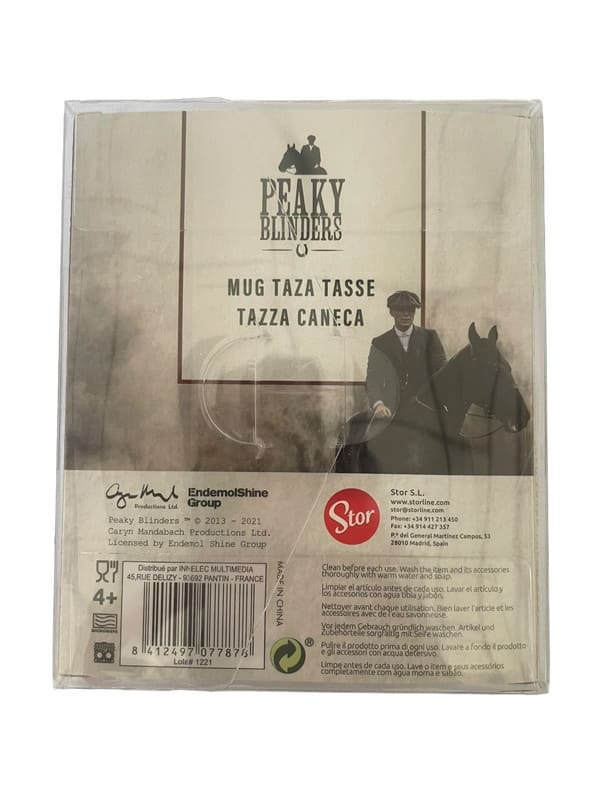 PEAKY
BLINDERS
MUG TAZA TASSE
TAZZA CANECA
Productions Ltd.
EndemolShine
Group
Peaky Blinders ™ © 2013 - 2021
Caryn Mandabach Productions Ltd.
Licensed by Endemol Shine Group
Stor
Stor S.L.
www.storline.com
stor@storline.com
Phone: +34 911 213 450
Fax: +34 914 427 357
P.º del General Martínez Campos, 53
28010 Madrid, Spain
4+
Distribué par INNELEC MULTIMEDIA
45,RUE DELIZY - 93692 PANTIN - FRANCE
8 412497 077878
Lote# 1221
MADE IN CHINA
®
Clean before each use. Wash the item and its accessories
thoroughly with warm water and soap.
Limpiar el artículo antes de cada uso. Lavar el artículo y
los accesorios con agua tibia y jabón.
Nettoyer avant chaque utilisation. Bien laver l'article et les
accessoires avec de l'eau savonneuse.
Vor jedem Gebrauch gründlich waschen. Artikel und
Zubehörteile sorgfältig mit Seife waschen.
Pulire il prodotto prima di ogni uso. Lavare a fondo il prodotto
e gli accessori con acqua detersivo.
Limpe antes de cada uso. Lave o item e seus acessórios
completamente com água morna e sabão.